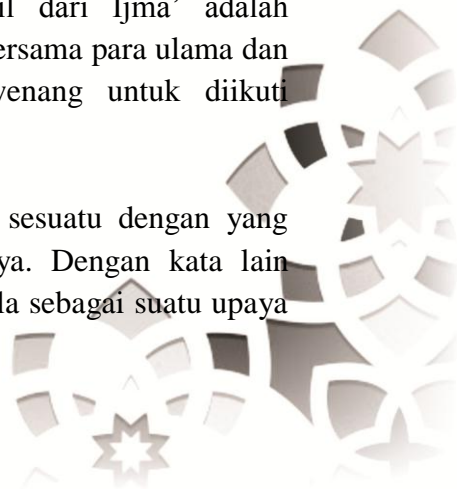 il dari Ijma’ adalah
ersama para ulama dan
venang untuk diikuti
sesuatu dengan yang
ya. Dengan kata lain
la sebagai suatu upaya